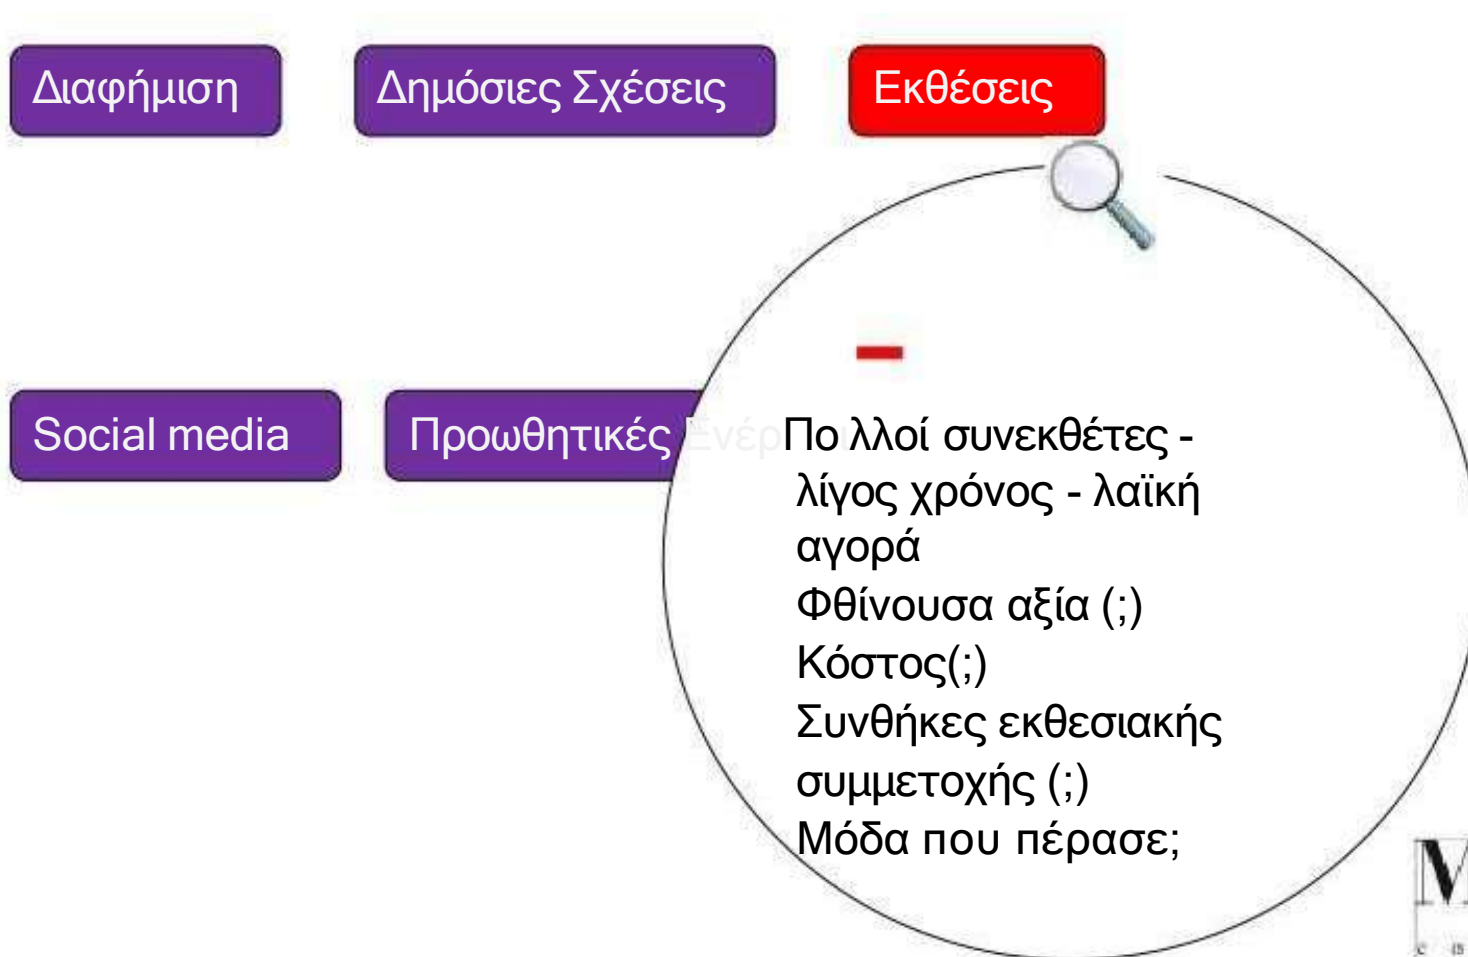 Διαφήμιση
Δημόσιες Σχέσεις
Εκθέσεις
Social media
Προωθητικές
Πολλοί συνεκθέτες -
λίγος χρόνος - λαϊκή
αγορά
Φθίνουσα αξία (;)
Κόστος(;)
Συνθήκες εκθεσιακής
συμμετοχής (;)
Μόδα που πέρασε;